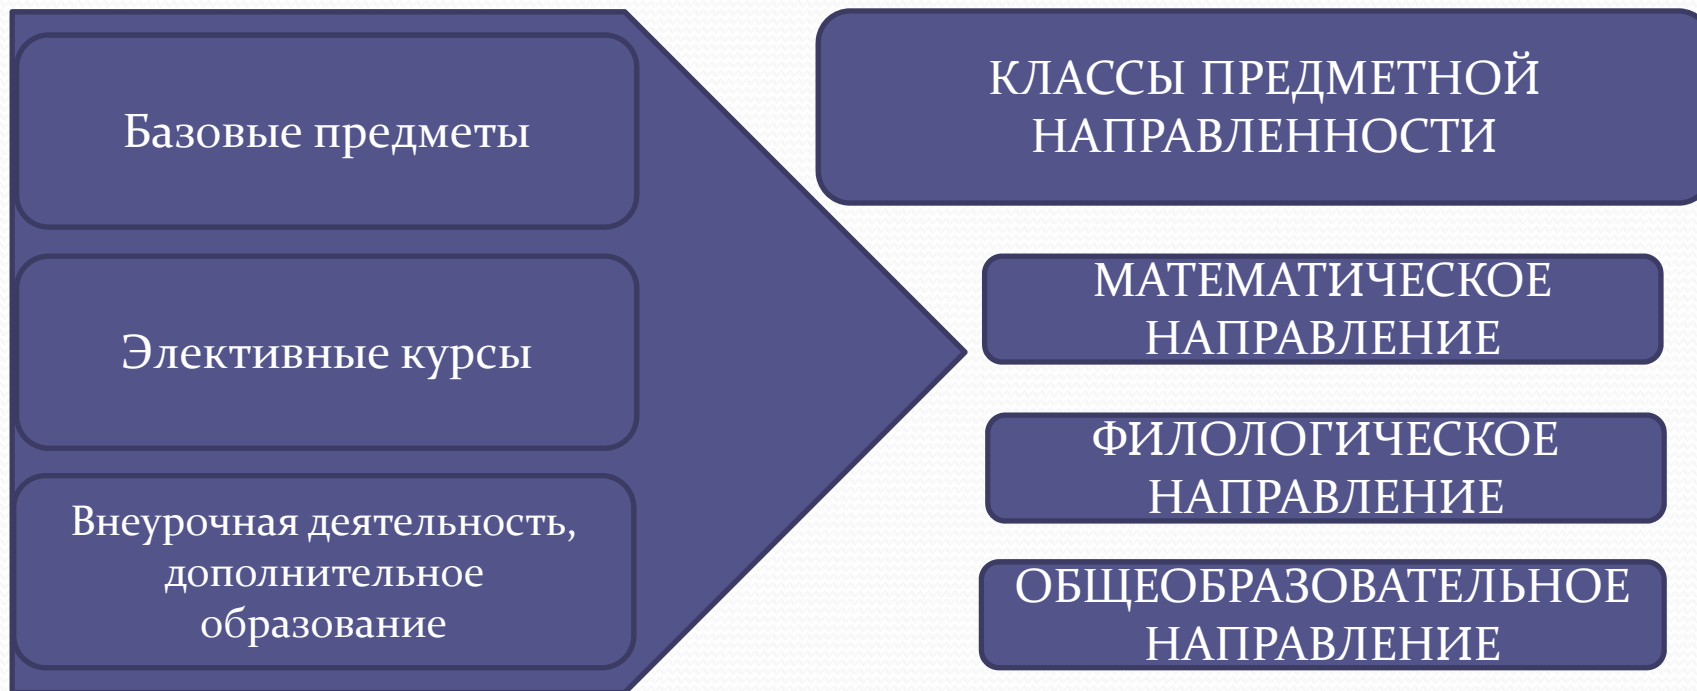 Базовые предметы
Элективные курсы
Внеурочная деятельность,
дополнительное
образование
КЛАССЫ ПРЕДМЕТНОЙ
НАПРАВЛЕННОСТИ
МАТЕМАТИЧЕСКОЕ
НАПРАВЛЕНИЕ
ФИЛОЛОГИЧЕСКОЕ
НАПРАВЛЕНИЕ
ОБЩЕОБРАЗОВАТЕЛЬНОЕ
НАПРАВЛЕНИЕ